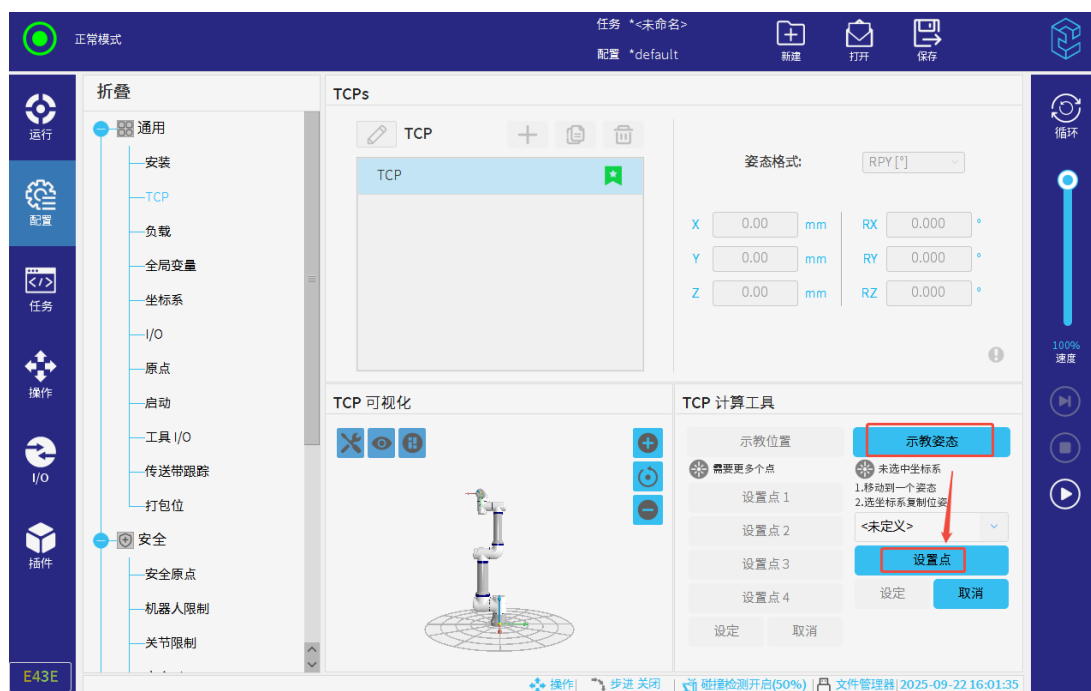 正常模式
任务 *<未命名>
配置 *default
新建
打开
保存
运行
配置
任务
操作
I/O
插件
E43E
折叠
通用
安装
TCP
负载
全局变量
坐标系
I/O
原点
启动
工具 I/O
传送带跟踪
打包位
安全
安全原点
机器人限制
关节限制
TCPs
TCP
TCP
姿态格式:
RPY[°]
X 0.00 mm RX 0.000 °
Y 0.00 mm RY 0.000 °
Z 0.00 mm RZ 0.000 °
TCP 可视化
TCP 计算工具
示教位置
示教姿态
需要更多个点
未选中坐标系
1.移动到一个姿态
2.选坐标系复制位姿
设置点 1
设置点 2
设置点 3
设置点 4
设定
取消
<未定义>
设置点
设定
取消
循环
100%
速度
操作
步进 关闭
碰撞检测开启(50%)
文件管理器
2025-09-22 16:01:35